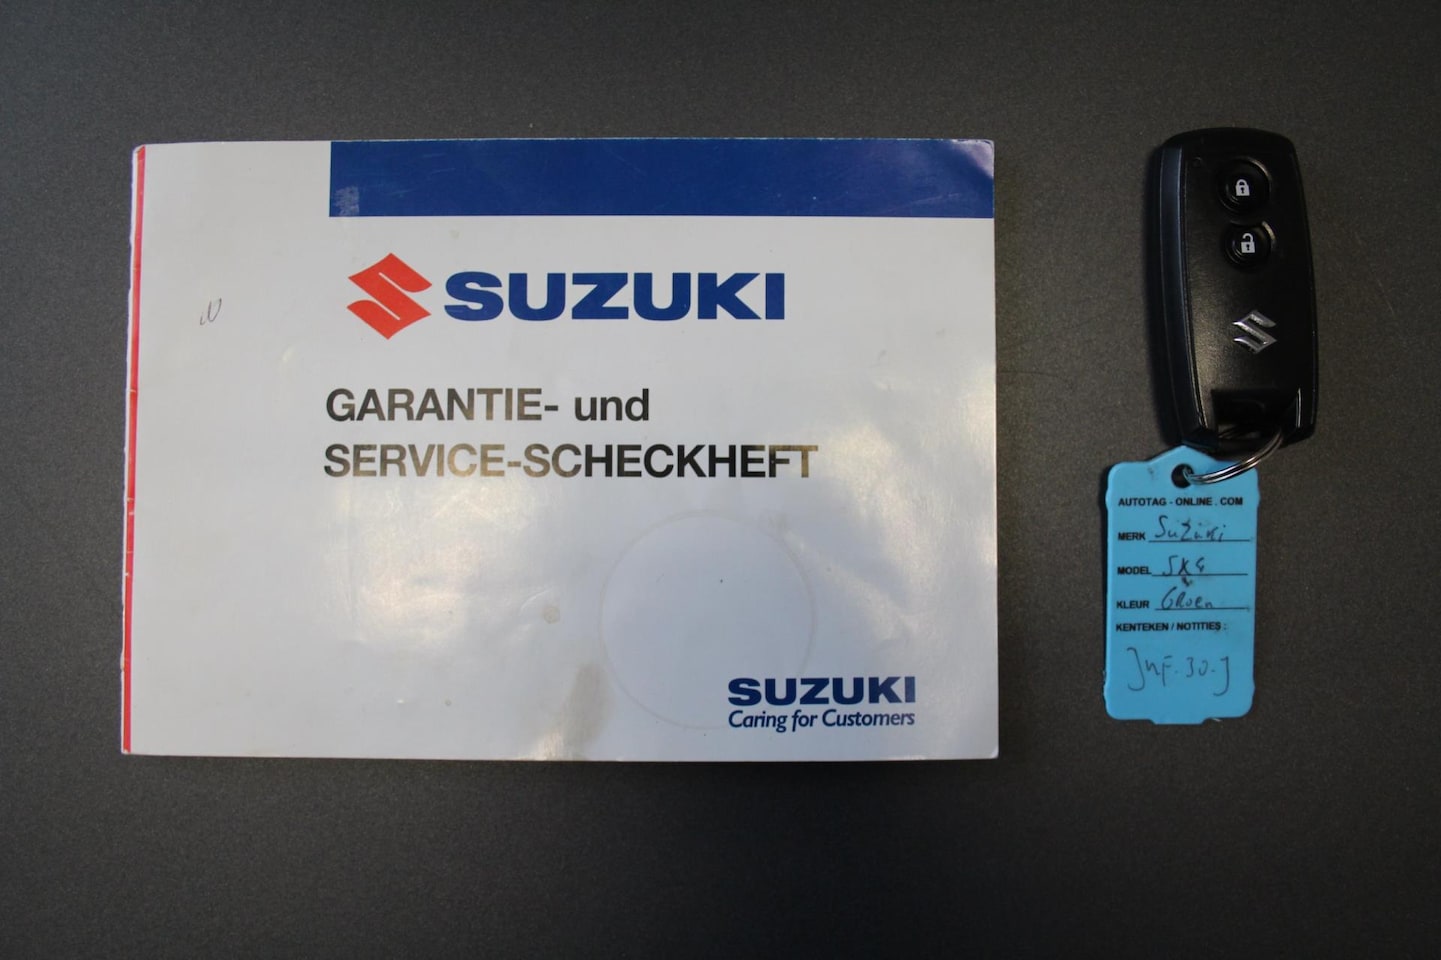 SUZUKI
GARANTIE- und
SERVICE-SCHECKHEFT
SUZUKI
Caring for Customers
AUTOTAG - ONLINE . COM
MERK Suzuki
MODEL SX4
KLEUR Groen
KENTEKEN / NOTITIES :